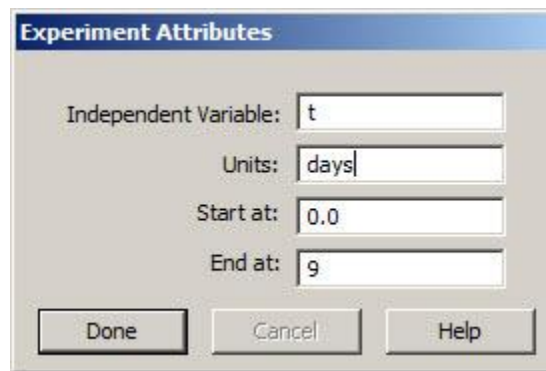 Experiment Attributes
Independent Variable: t
Units: days
Start at: 0.0
End at: 9
Done Cancel Help